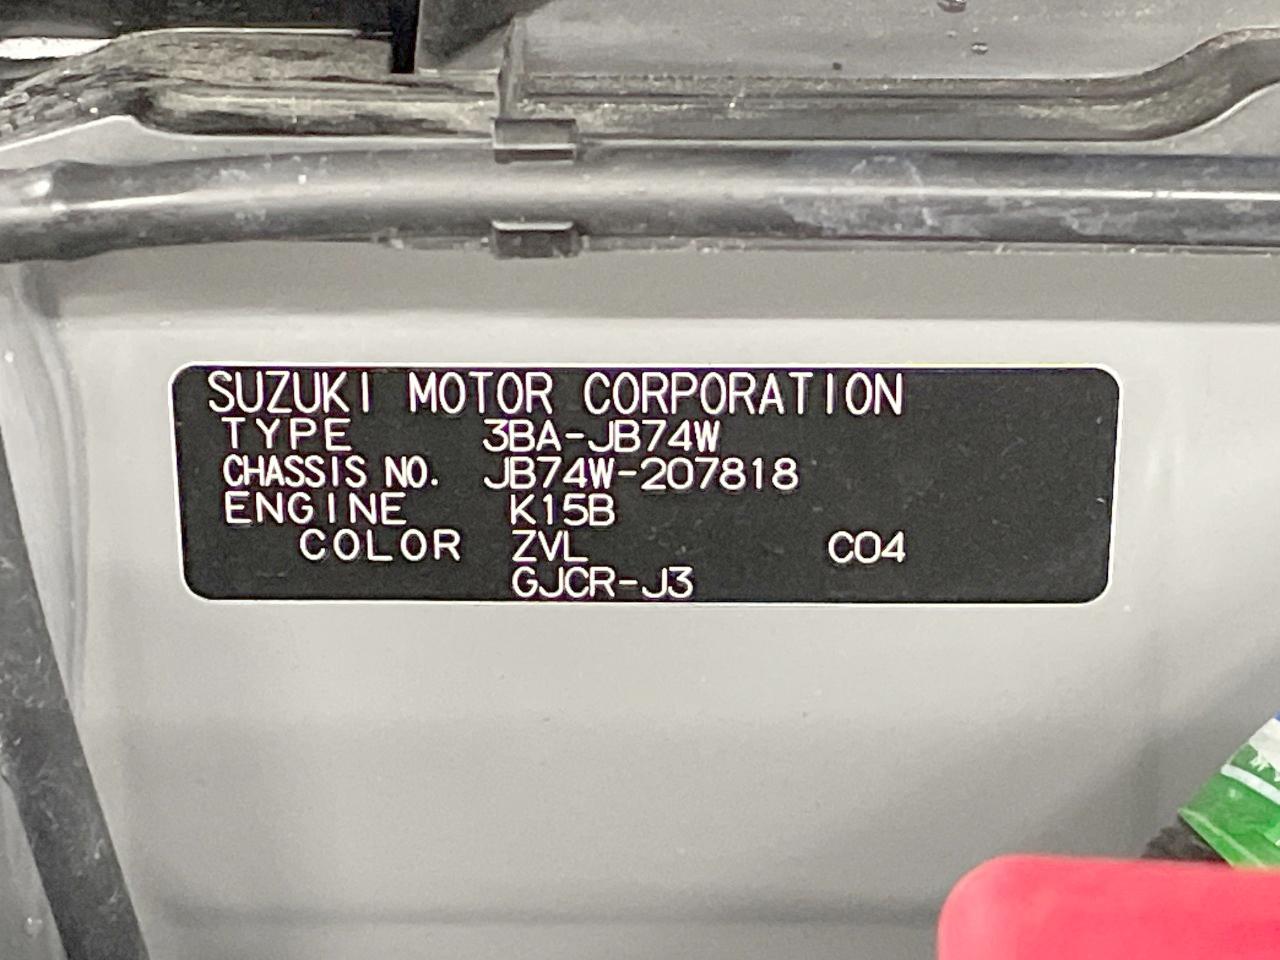 SUZUKI MOTOR CORPORATION
TYPE 3BA-JB74W
CHASSIS NO. JB74W-207818
ENGINE K15B
COLOR ZVL C04
GJCR-J3